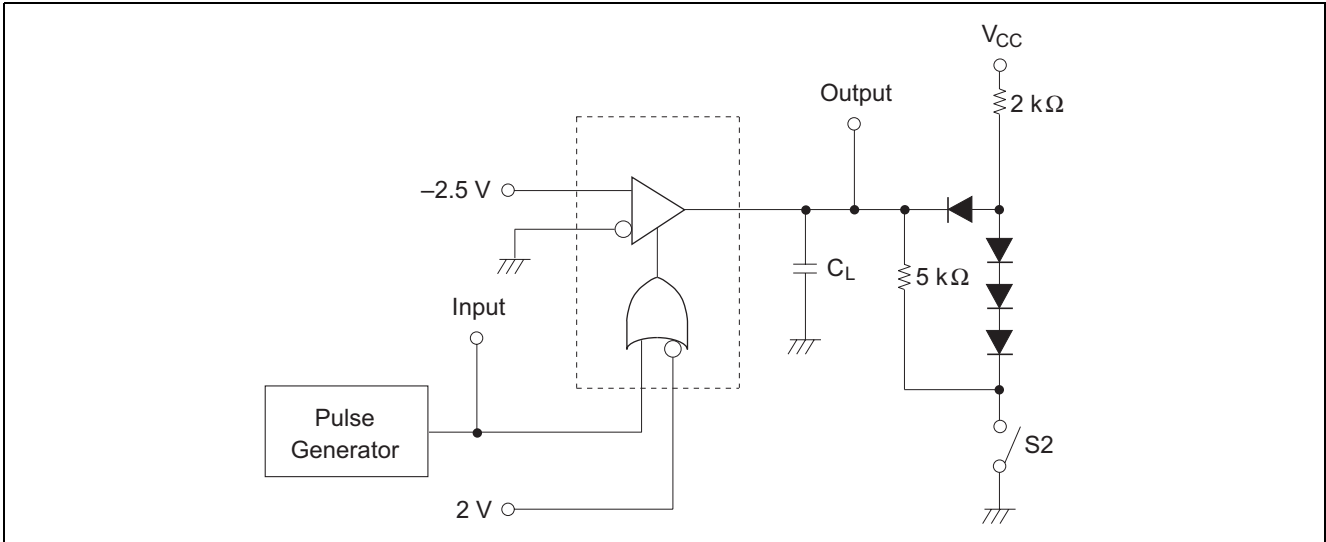 V_CC
2 kΩ
Output
–2.5 V
C_L
5 kΩ
Input
Pulse
Generator
S2
2 V